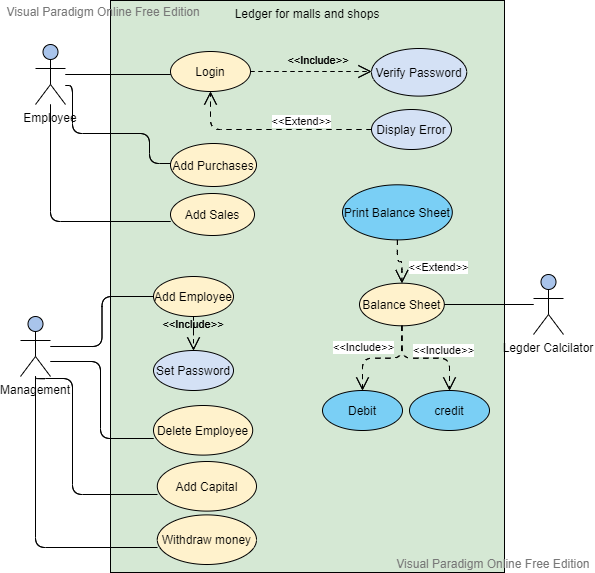 Visual Paradigm Online Free Edition
Ledger for malls and shops
Login
<<Include>>
Verify Password
Employee
<<Extend>>
Display Error
Add Purchases
Add Sales
Print Balance Sheet
<<Extend>>
Add Employee
Balance Sheet
<<Include>>
Legder Calcilator
<<Include>>
<<Include>>
Set Password
Management
Debit
credit
Delete Employee
Add Capital
Withdraw money
Visual Paradigm Online Free Edition